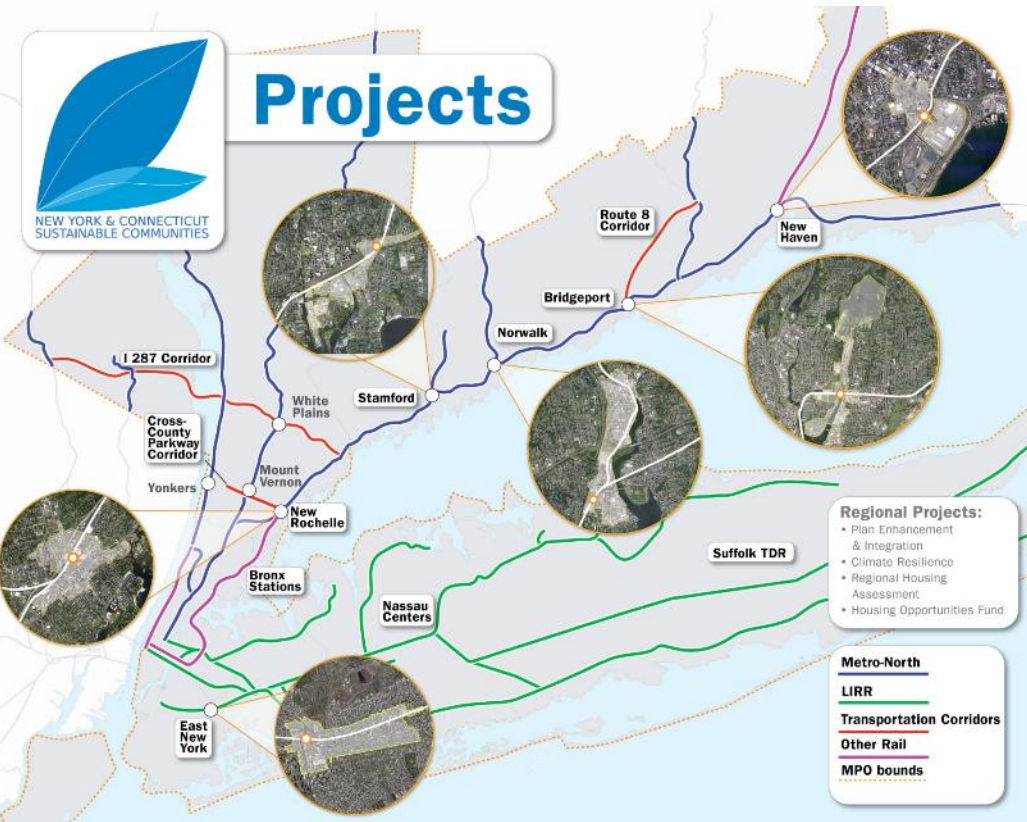 Projects
NEW YORK & CONNECTICUT
SUSTAINABLE COMMUNITIES
Route 8
Corridor
New
Haven
Bridgeport
Norwalk
I 287 Corridor
Stamford
White
Plains
Cross-
County
Parkway
Corridor
Mount
Vernon
Yonkers
New
Rochelle
Bronx
Stations
Nassau
Centers
Suffolk TDR
East
New
York
Regional Projects:
• Plan Enhancement
& Integration
• Climate Resilience
• Regional Housing
Assessment
• Housing Opportunities Fund
Metro-North
LIRR
Transportation Corridors
Other Rail
MPO bounds